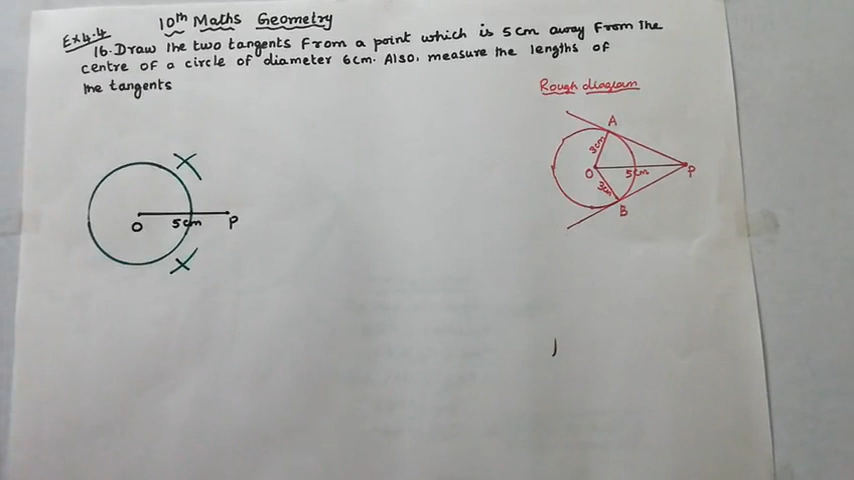 10th Maths Geometry
Ex 4.4
16. Draw the two tangents from a point which is 5cm away From the
centre of a circle of diameter 6cm. Also, measure the lengths of
the tangents
Rough diagram
A
3cm
O
5cm
P
3cm
B
O
5cm
P